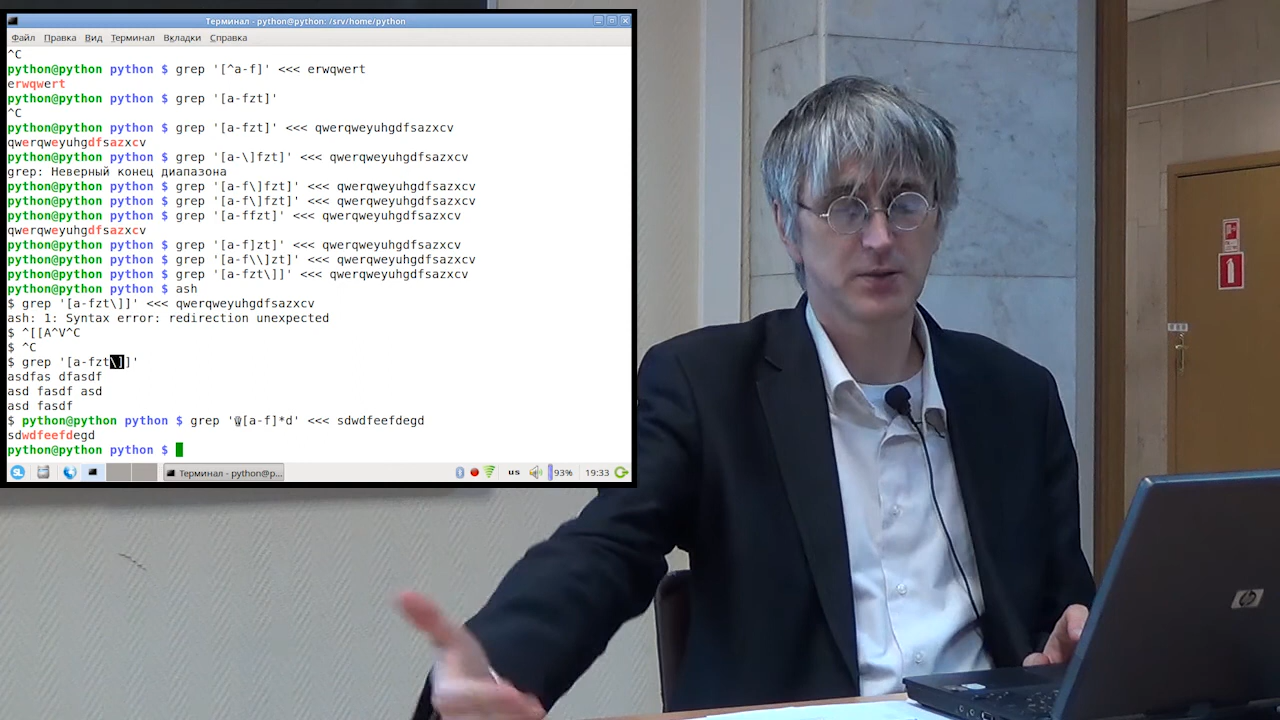 Терминал - python@python: /srv/home/python
Файл Правка Вид Терминал Вкладки Справка
^C
python@python python $ grep '[^a-f]' <<< erwqwert
erwqwert
python@python python $ grep '[a-fzt]'
^C
python@python python $ grep '[a-fzt]' <<< qwerqweyuhgdfsazxcv
qwerqweyuhgdfsazxcv
python@python python $ grep '[a-\]fzt]' <<< qwerqweyuhgdfsazxcv
grep: Неверный конец диапазона
python@python python $ grep '[a-f\]fzt]' <<< qwerqweyuhgdfsazxcv
python@python python $ grep '[a-f\]fzt]' <<< qwerqweyuhgdfsazxcv
python@python python $ grep '[a-ffzt]' <<< qwerqweyuhgdfsazxcv
qwerqweyuhgdfsazxcv
python@python python $ grep '[a-f]zt]' <<< qwerqweyuhgdfsazxcv
python@python python $ grep '[a-f\\]zt]' <<< qwerqweyuhgdfsazxcv
python@python python $ grep '[a-fzt\]]' <<< qwerqweyuhgdfsazxcv
python@python python $ ash
$ grep '[a-fzt\]]' <<< qwerqweyuhgdfsazxcv
ash: 1: Syntax error: redirection unexpected
$ ^[[A^V^C
$ ^C
$ grep '[a-fzt\]]'
asdfas dfasdf
asd fasdf asd
asd fasdf
$ python@python python $ grep '[a-f]*d' <<< sdwdfeefdegd
sdwdfeefdegd
python@python python $
Терминал - python@p...
us
93%
19:33
hp